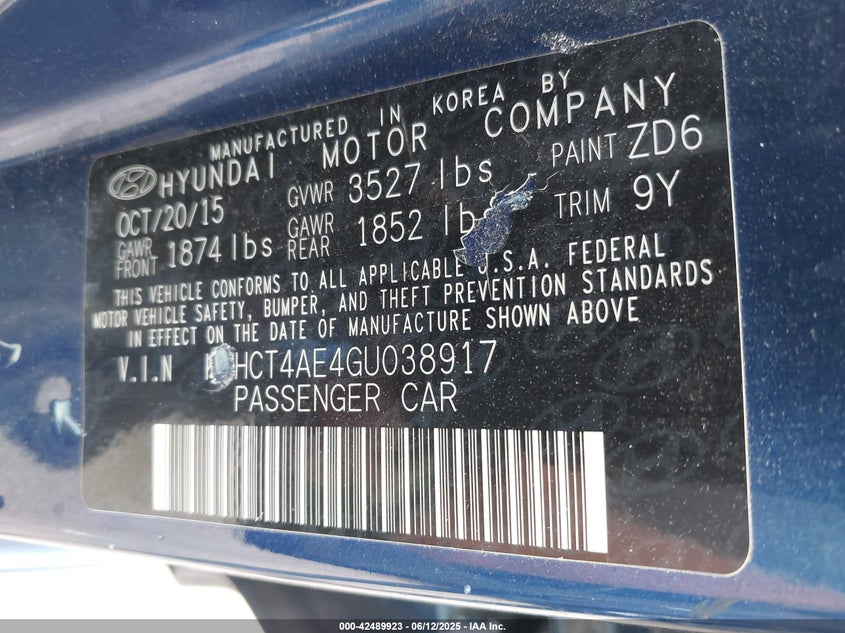 MANUFACTURED IN KOREA BY
HYUNDAI MOTOR COMPANY
OCT/20/15 GVWR 3527 lbs PAINT ZD6
GAWR FRONT 1874 lbs GAWR REAR 1852 lb TRIM 9Y
THIS VEHICLE CONFORMS TO ALL APPLICABLE U.S.A. FEDERAL
MOTOR VEHICLE SAFETY, BUMPER, AND THEFT PREVENTION STANDARDS
IN EFFECT ON THE DATE OF MANUFACTURE SHOWN ABOVE
V.I.N HCT4AE4GU038917
PASSENGER CAR
000-42489923 - 06/12/2025 - IAA Inc.